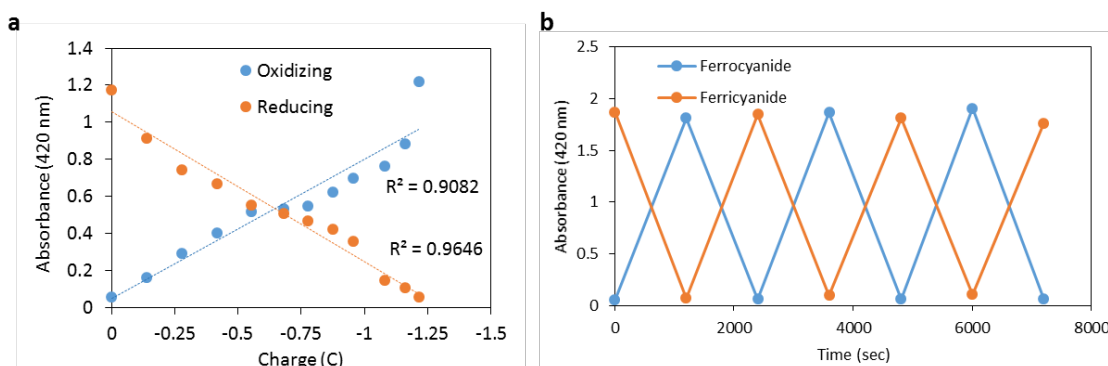 a
Absorbance (420 nm)
1.4
1.2
1
0.8
0.6
0.4
0.2
0
Oxidizing
Reducing
R² = 0.9082
R² = 0.9646
0
-0.25
-0.5
-0.75
-1
-1.25
-1.5
Charge (C)
b
Absorbance (420 nm)
2.5
2
1.5
1
0.5
0
Ferrocyanide
Ferricyanide
0
2000
4000
6000
8000
Time (sec)